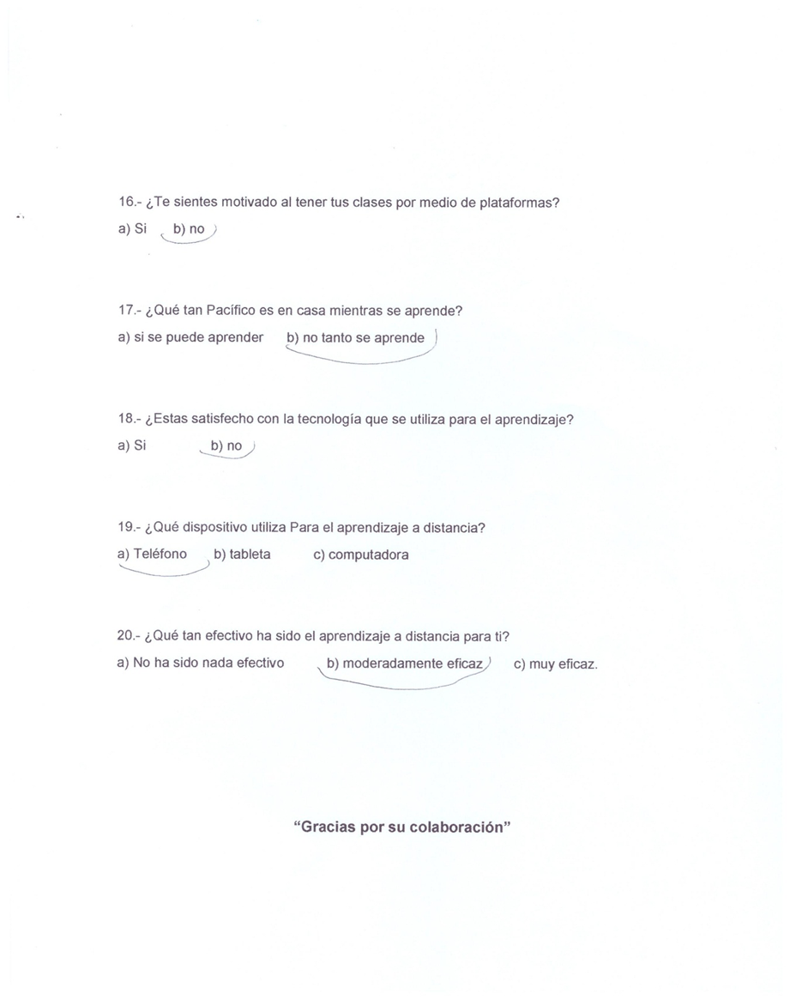 16.- ¿Te sientes motivado al tener tus clases por medio de plataformas?
a) Si b) no
17.- ¿Qué tan Pacífico es en casa mientras se aprende?
a) si se puede aprender b) no tanto se aprende
18.- ¿Estas satisfecho con la tecnología que se utiliza para el aprendizaje?
a) Si b) no
19.- ¿Qué dispositivo utiliza Para el aprendizaje a distancia?
a) Teléfono b) tableta c) computadora
20.- ¿Qué tan efectivo ha sido el aprendizaje a distancia para ti?
a) No ha sido nada efectivo b) moderadamente eficaz c) muy eficaz.
“Gracias por su colaboración”